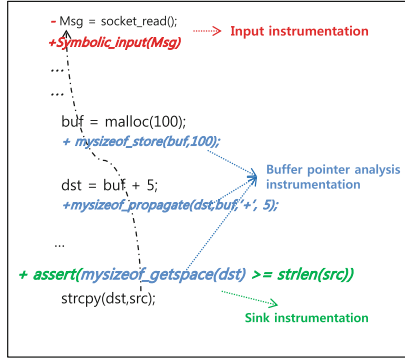 - Msg = socket_read();
+Symbolic_input(Msg)
Input instrumentation
...
...
buf = malloc(100);
+ mysizeof_store(buf,100);
Buffer pointer analysis
instrumentation
dst = buf + 5;
+mysizeof_propagate(dst,buf,'+', 5);
...
+ assert(mysizeof_getspace(dst) >= strlen(src))
strcpy(dst,src);
Sink instrumentation